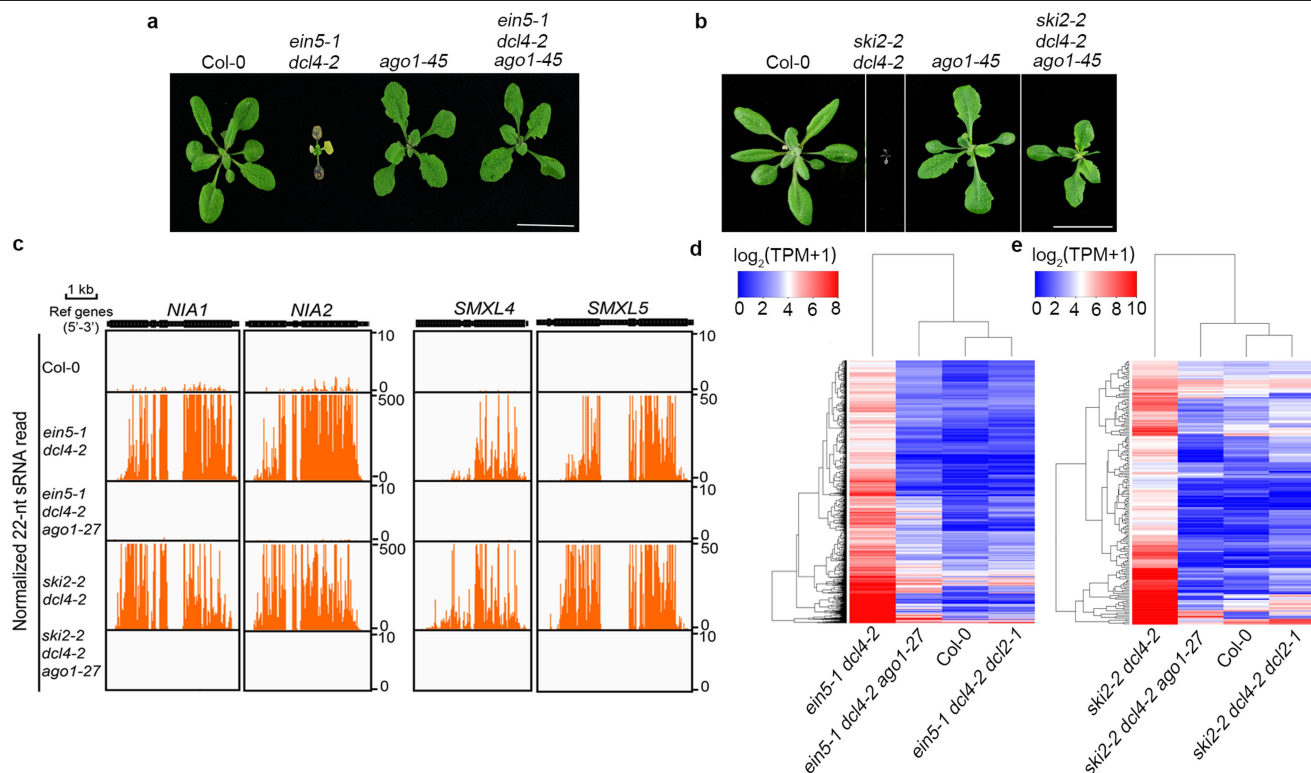 a
Col-0
ein5-1
dcl4-2
ago1-45
ein5-1
dcl4-2
ago1-45
b
Col-0
ski2-2
dcl4-2
ago1-45
ski2-2
dcl4-2
ago1-45
c
1 kb
Ref genes
(5'-3')
NIA1
NIA2
SMXL4
SMXL5
Normalized 22-nt sRNA read
Col-0
10
0
10
0
ein5-1
dcl4-2
500
0
50
0
ein5-1
dcl4-2
ago1-27
10
0
10
0
ski2-2
dcl4-2
500
0
50
0
ski2-2
dcl4-2
ago1-27
10
0
10
0
d
log2(TPM+1)
0 2 4 6 8
ein5-1 dcl4-2
ein5-1 dcl4-2 ago1-27
Col-0
ein5-1 dcl4-2 dcl2-1
e
log2(TPM+1)
0 2 4 6 8 10
ski2-2 dcl4-2
ski2-2 dcl4-2 ago1-27
Col-0
ski2-2 dcl4-2 dcl2-1